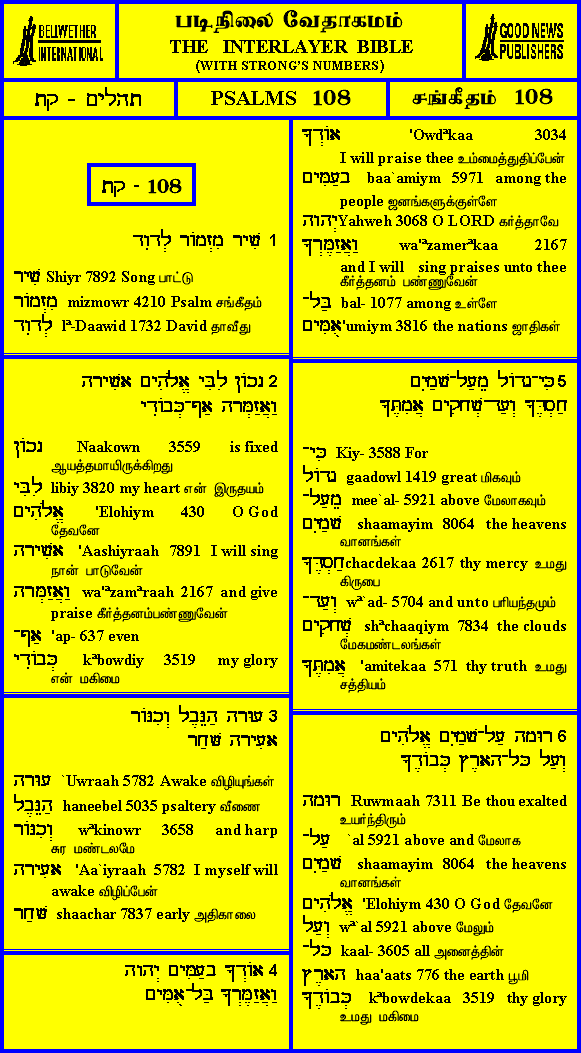 BELLWETHER
INTERNATIONAL
படிநிலை வேதாகமம்
THE INTERLAYER BIBLE
(WITH STRONG'S NUMBERS)
GOOD NEWS
PUBLISHERS
תהלים - קח
PSALMS 108
சங்கீதம் 108
קח - 108
1 שִׁיר מִזְמוֹר לְדָוִד
שִׁיר Shiyr 7892 Song பாட்டு
מִזְמוֹר mizmowr 4210 Psalm சங்கீதம்
לְדָוִד lª-Daawid 1732 David தாவீது
2 נָכוֹן לִבִּי אֱלֹהִים אָשִׁירָה
וַאֲזַמְּרָה אַף־כְּבוֹדִי
נָכוֹן Naakown 3559 is fixed
ஆயத்தமாயிருக்கிறது
לִבִּי libiy 3820 my heart என் இருதயம்
אֱלֹהִים 'Elohiym 430 O God
தேவனே
אָשִׁירָה 'Aashiyraah 7891 I will sing
நான் பாடுவேன்
וַאֲזַמְּרָה wa'ªzamªraah 2167 and give
praise கீர்த்தனம்பண்ணுவேன்
אַף־ 'ap- 637 even
כְּבוֹדִי kªbowdiy 3519 my glory
என் மகிமை
3 עוּרָה הַנֵּבֶל וְכִנּוֹר
אָעִירָה שָּׁחַר
עוּרָה `Uwraah 5782 Awake விழியுங்கள்
הַנֵּבֶל haneebel 5035 psaltery வீணை
וְכִנּוֹר wªkinowr 3658 and harp
சுர மண்டலமே
אָעִירָה 'Aa`iyraah 5782 I myself will
awake விழிப்பேன்
שָּׁחַר shaachar 7837 early அதிகாலை
4 אוֹדְךָ בָעַמִּים יְהוָה
וַאֲזַמֶּרְךָ בַּל־אֻמִּים
אוֹדְךָ 'Owdªkaa 3034
I will praise thee உம்மைத்துதிப்பேன்
בָעַמִּים baa`amiym 5971 among the
people ஜனங்களுக்குள்ளே
יְהוָה Yahweh 3068 O LORD கர்த்தாவே
וַאֲזַמֶּרְךָ wa'ªzamerªkaa 2167
and I will sing praises unto thee
கீர்த்தனம் பண்ணுவேன்
בַּל־ bal- 1077 among உள்ளே
אֻמִּים 'umiym 3816 the nations ஜாதிகள்
5 כִּי־גָדוֹל מֵעַל־שָׁמַיִם
חַסְדֶּךָ וְעַד־שְׁחָקִים אֲמִתֶּךָ
כִּי־ Kiy- 3588 For
גָדוֹל gaadowl 1419 great மிகவும்
מֵעַל־ mee`al- 5921 above மேலாகவும்
שָׁמַיִם shaamayim 8064 the heavens
வானங்கள்
חַסְדֶּךָ chacdekaa 2617 thy mercy உமது
கிருபை
וְעַד־ wª`ad- 5704 and unto பரியந்தமும்
שְׁחָקִים shªchaaqiym 7834 the clouds
மேகமண்டலங்கள்
אֲמִתֶּךָ 'amitekaa 571 thy truth உமது
சத்தியம்
6 רוּמָה עַל־שָׁמַיִם אֱלֹהִים
וְעַל כָּל־הָאָרֶץ כְּבוֹדֶךָ
רוּמָה Ruwmaah 7311 Be thou exalted
உயர்ந்திரும்
עַל־ `al 5921 above and மேலாக
שָׁמַיִם shaamayim 8064 the heavens
வானங்கள்
אֱלֹהִים 'Elohiym 430 O God தேவனே
וְעַל wª`al 5921 above மேலும்
כָּל־ kaal- 3605 all அனைத்தின்
הָאָרֶץ haa'aats 776 the earth பூமி
כְּבוֹדֶךָ kªbowdekaa 3519 thy glory
உமது மகிமை